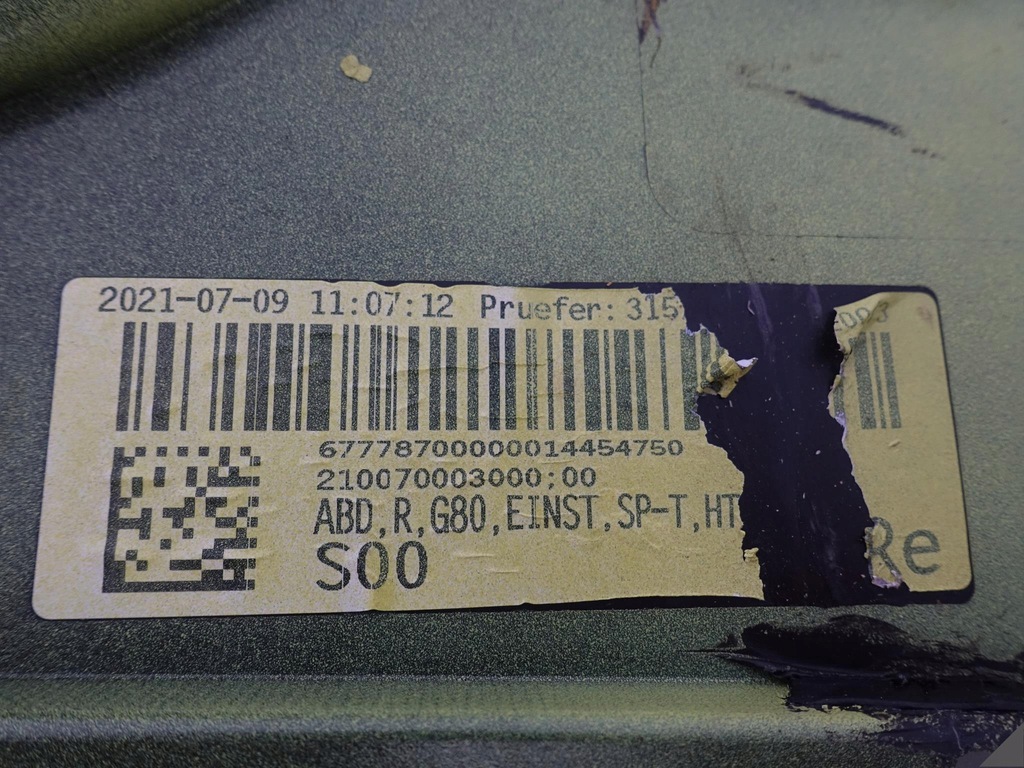 2021-07-09 11:07:12 Pruefer: 315
67778700000014454750
210070003000;00
ABD,R,G80,EINST,SP-T,HT
S00 Re